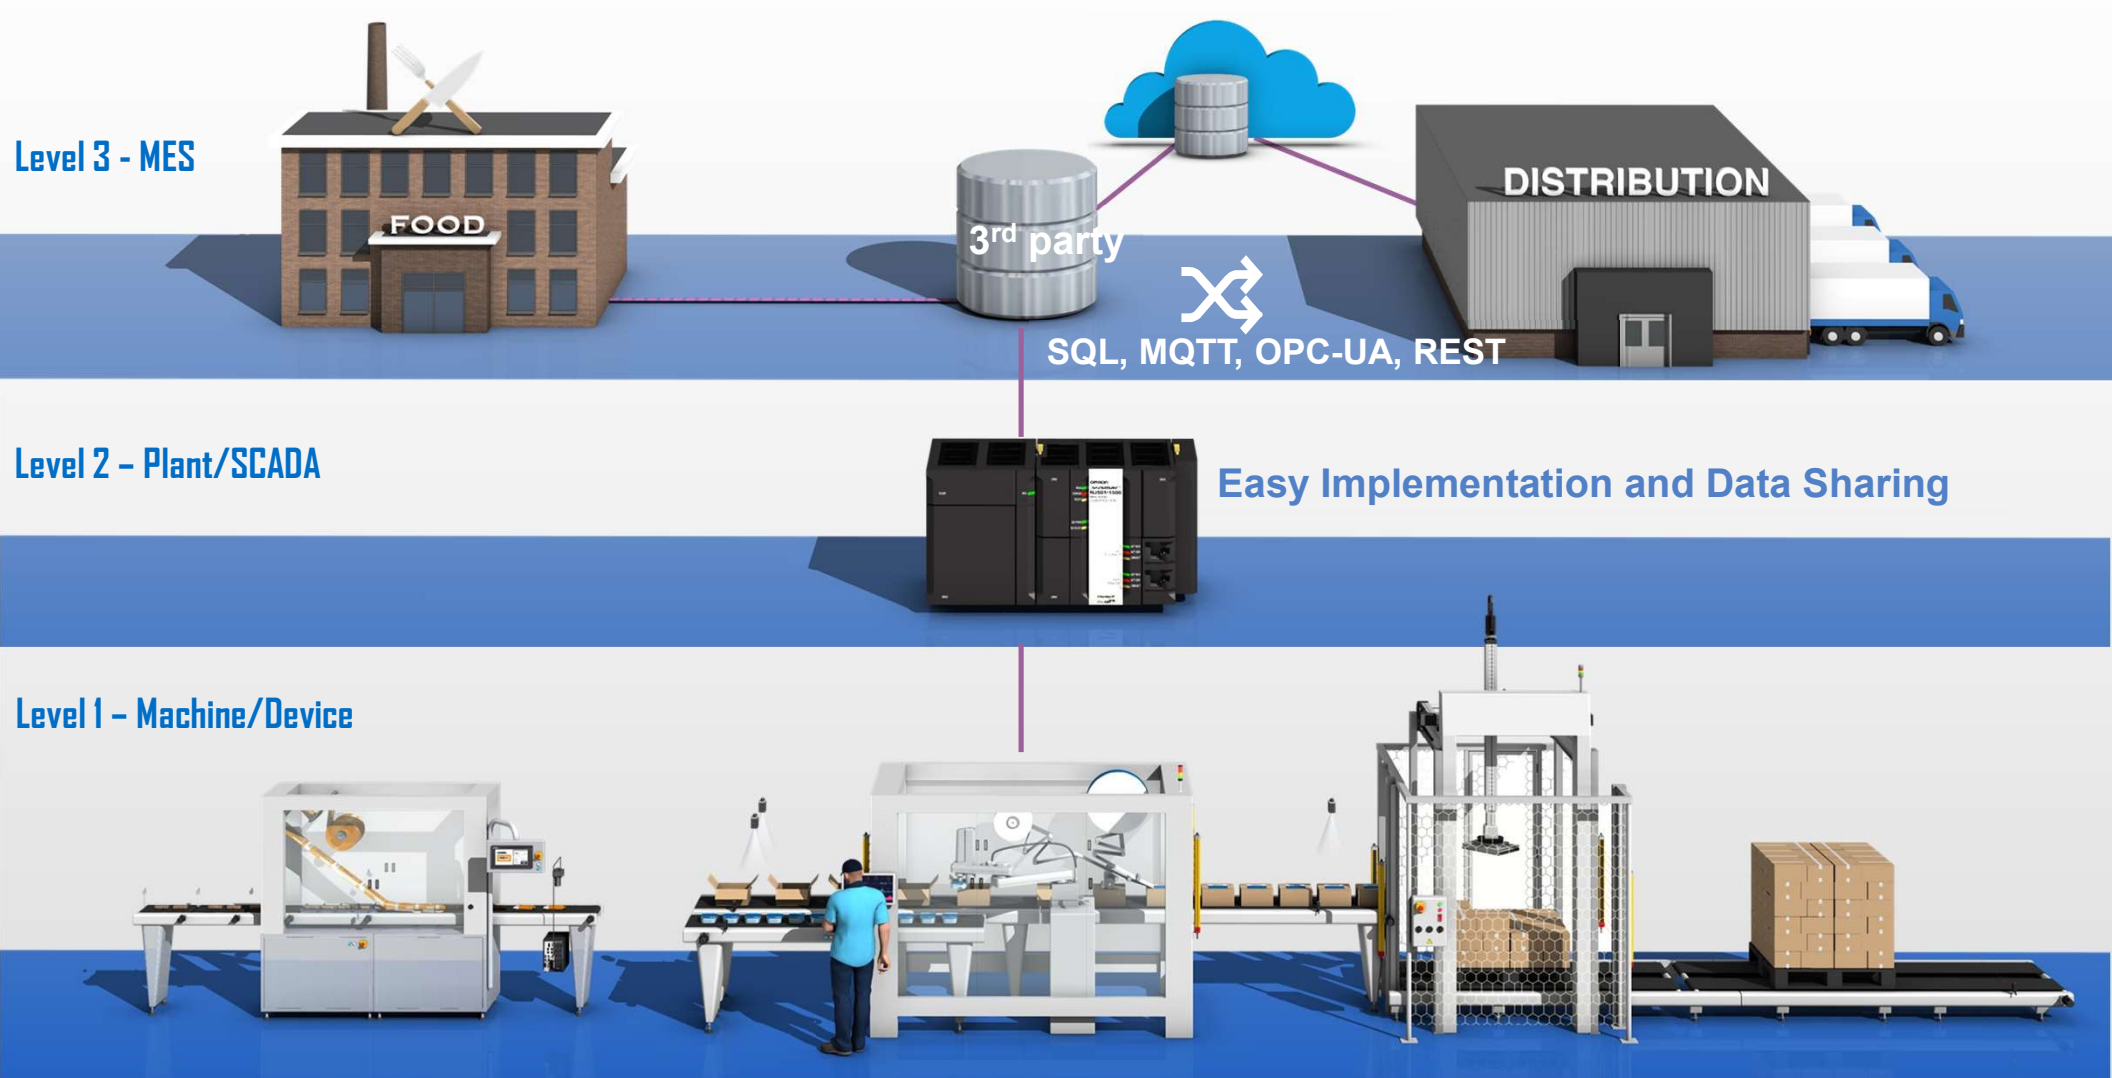 Level 3 - MES
FOOD
DISTRIBUTION
3rd party
SQL, MQTT, OPC-UA, REST
Level 2 – Plant/SCADA
Easy Implementation and Data Sharing
Level 1 – Machine/Device